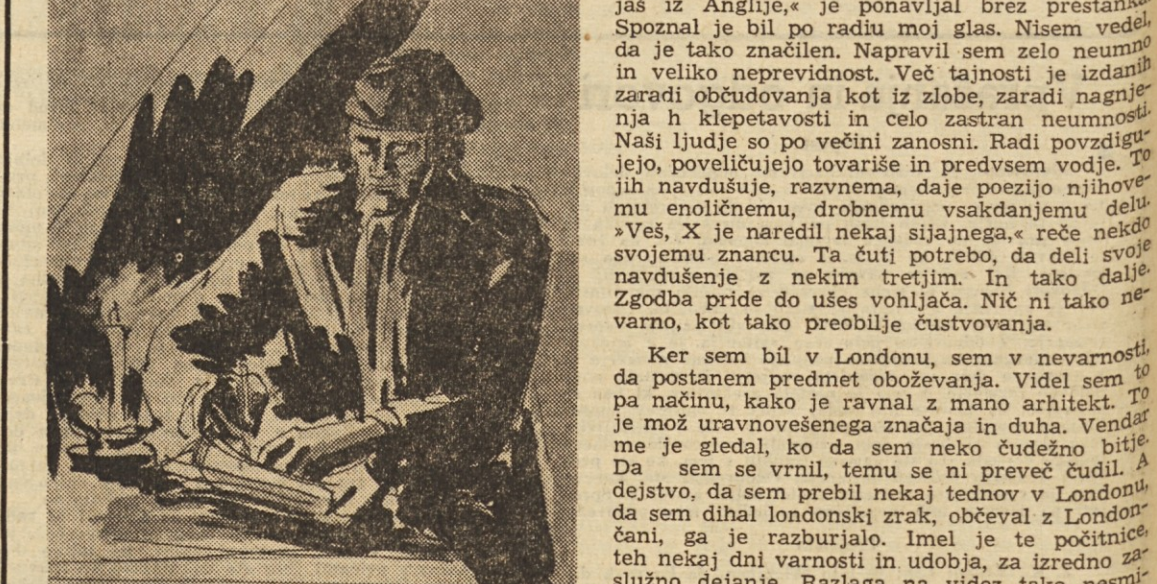 jaš iz Anglije,« je ponavljal brez prestanka.
Spoznal je bil po radiu moj glas. Nisem vedel,
da je tako značilen. Napravil sem zelo neumno
in veliko neprevidnost. Več tajnosti je izdanih
zaradi občudovanja kot iz zlobe, zaradi nagnje-
nja h klepetavosti in celo zastran neumnosti.
Naši ljudje so po večini zanosni. Radi povzdigu-
jejo, poveličujejo tovariše in predvsem vodje. To
jih navdušuje, razvnema, daje poezijo njihove-
mu enoličnemu, drobnemu vsakdanjemu delu.
»Veš, X je naredil nekaj sijajnega,« reče nekdo
svojemu znancu. Ta čuti potrebo, da deli svoje
navdušenje z nekim tretjim. In tako dalje.
Zgodba pride do ušes vohljača. Nič ni tako ne-
varno, kot tako preobilje čustvovanja.
Ker sem bil v Londonu, sem v nevarnosti,
da postanem predmet oboževanja. Videl sem to
pa načinu, kako je ravnal z mano arhitekt. To
je mož uravnovešenega značaja in duha. Vendar
me je gledal, ko da sem neko čudežno bitje.
Da sem se vrnil, temu se ni preveč čudil. A
dejstvo, da sem prebil nekaj tednov v Londonu,
da sem dihal londonski zrak, občeval z London-
čani, ga je razburjalo. Imel je te počitnice,
teh nekaj dni varnosti in udobja, za izredno za-
služno dejanje. Razlaga na videz tako nesmi-